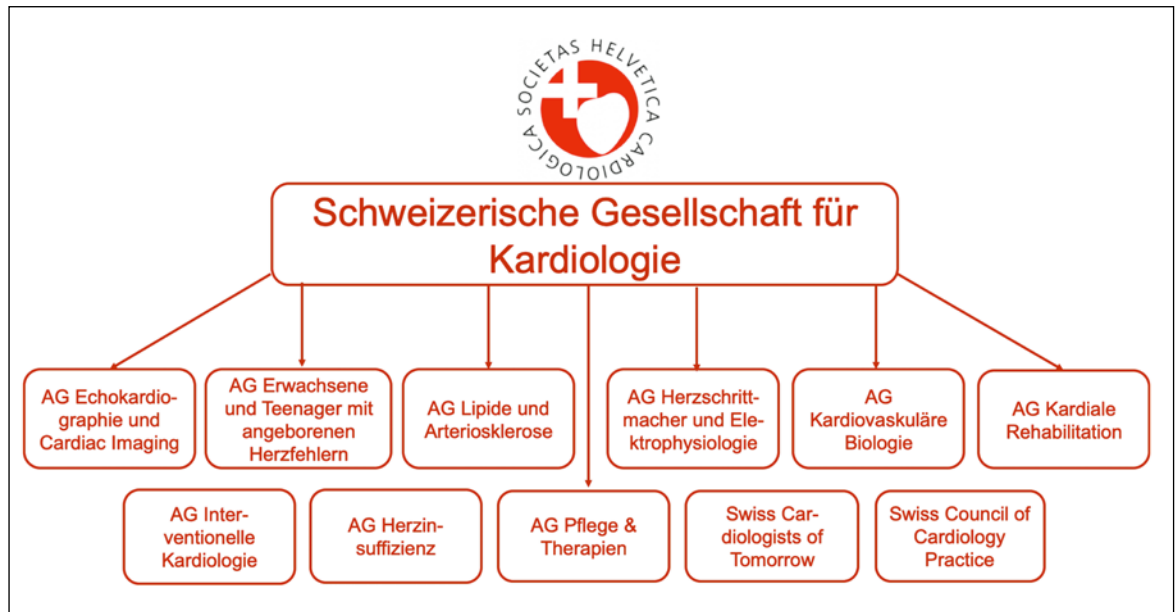 SOCIETAS HELVETICA CARDIOLOGICA
Schweizerische Gesellschaft für
Kardiologie
AG Echokardio-
graphie und
Cardiac Imaging
AG Erwachsene
und Teenager mit
angeborenen
Herzfehlern
AG Lipide und
Arteriosklerose
AG Herzschritt-
macher und Ele-
ktrophysiologie
AG
Kardiovaskuläre
Biologie
AG Kardiale
Rehabilitation
AG Inter-
ventionelle
Kardiologie
AG Herzin-
suffizienz
AG Pflege &
Therapien
Swiss Car-
diologists of
Tomorrow
Swiss Council of
Cardiology
Practice